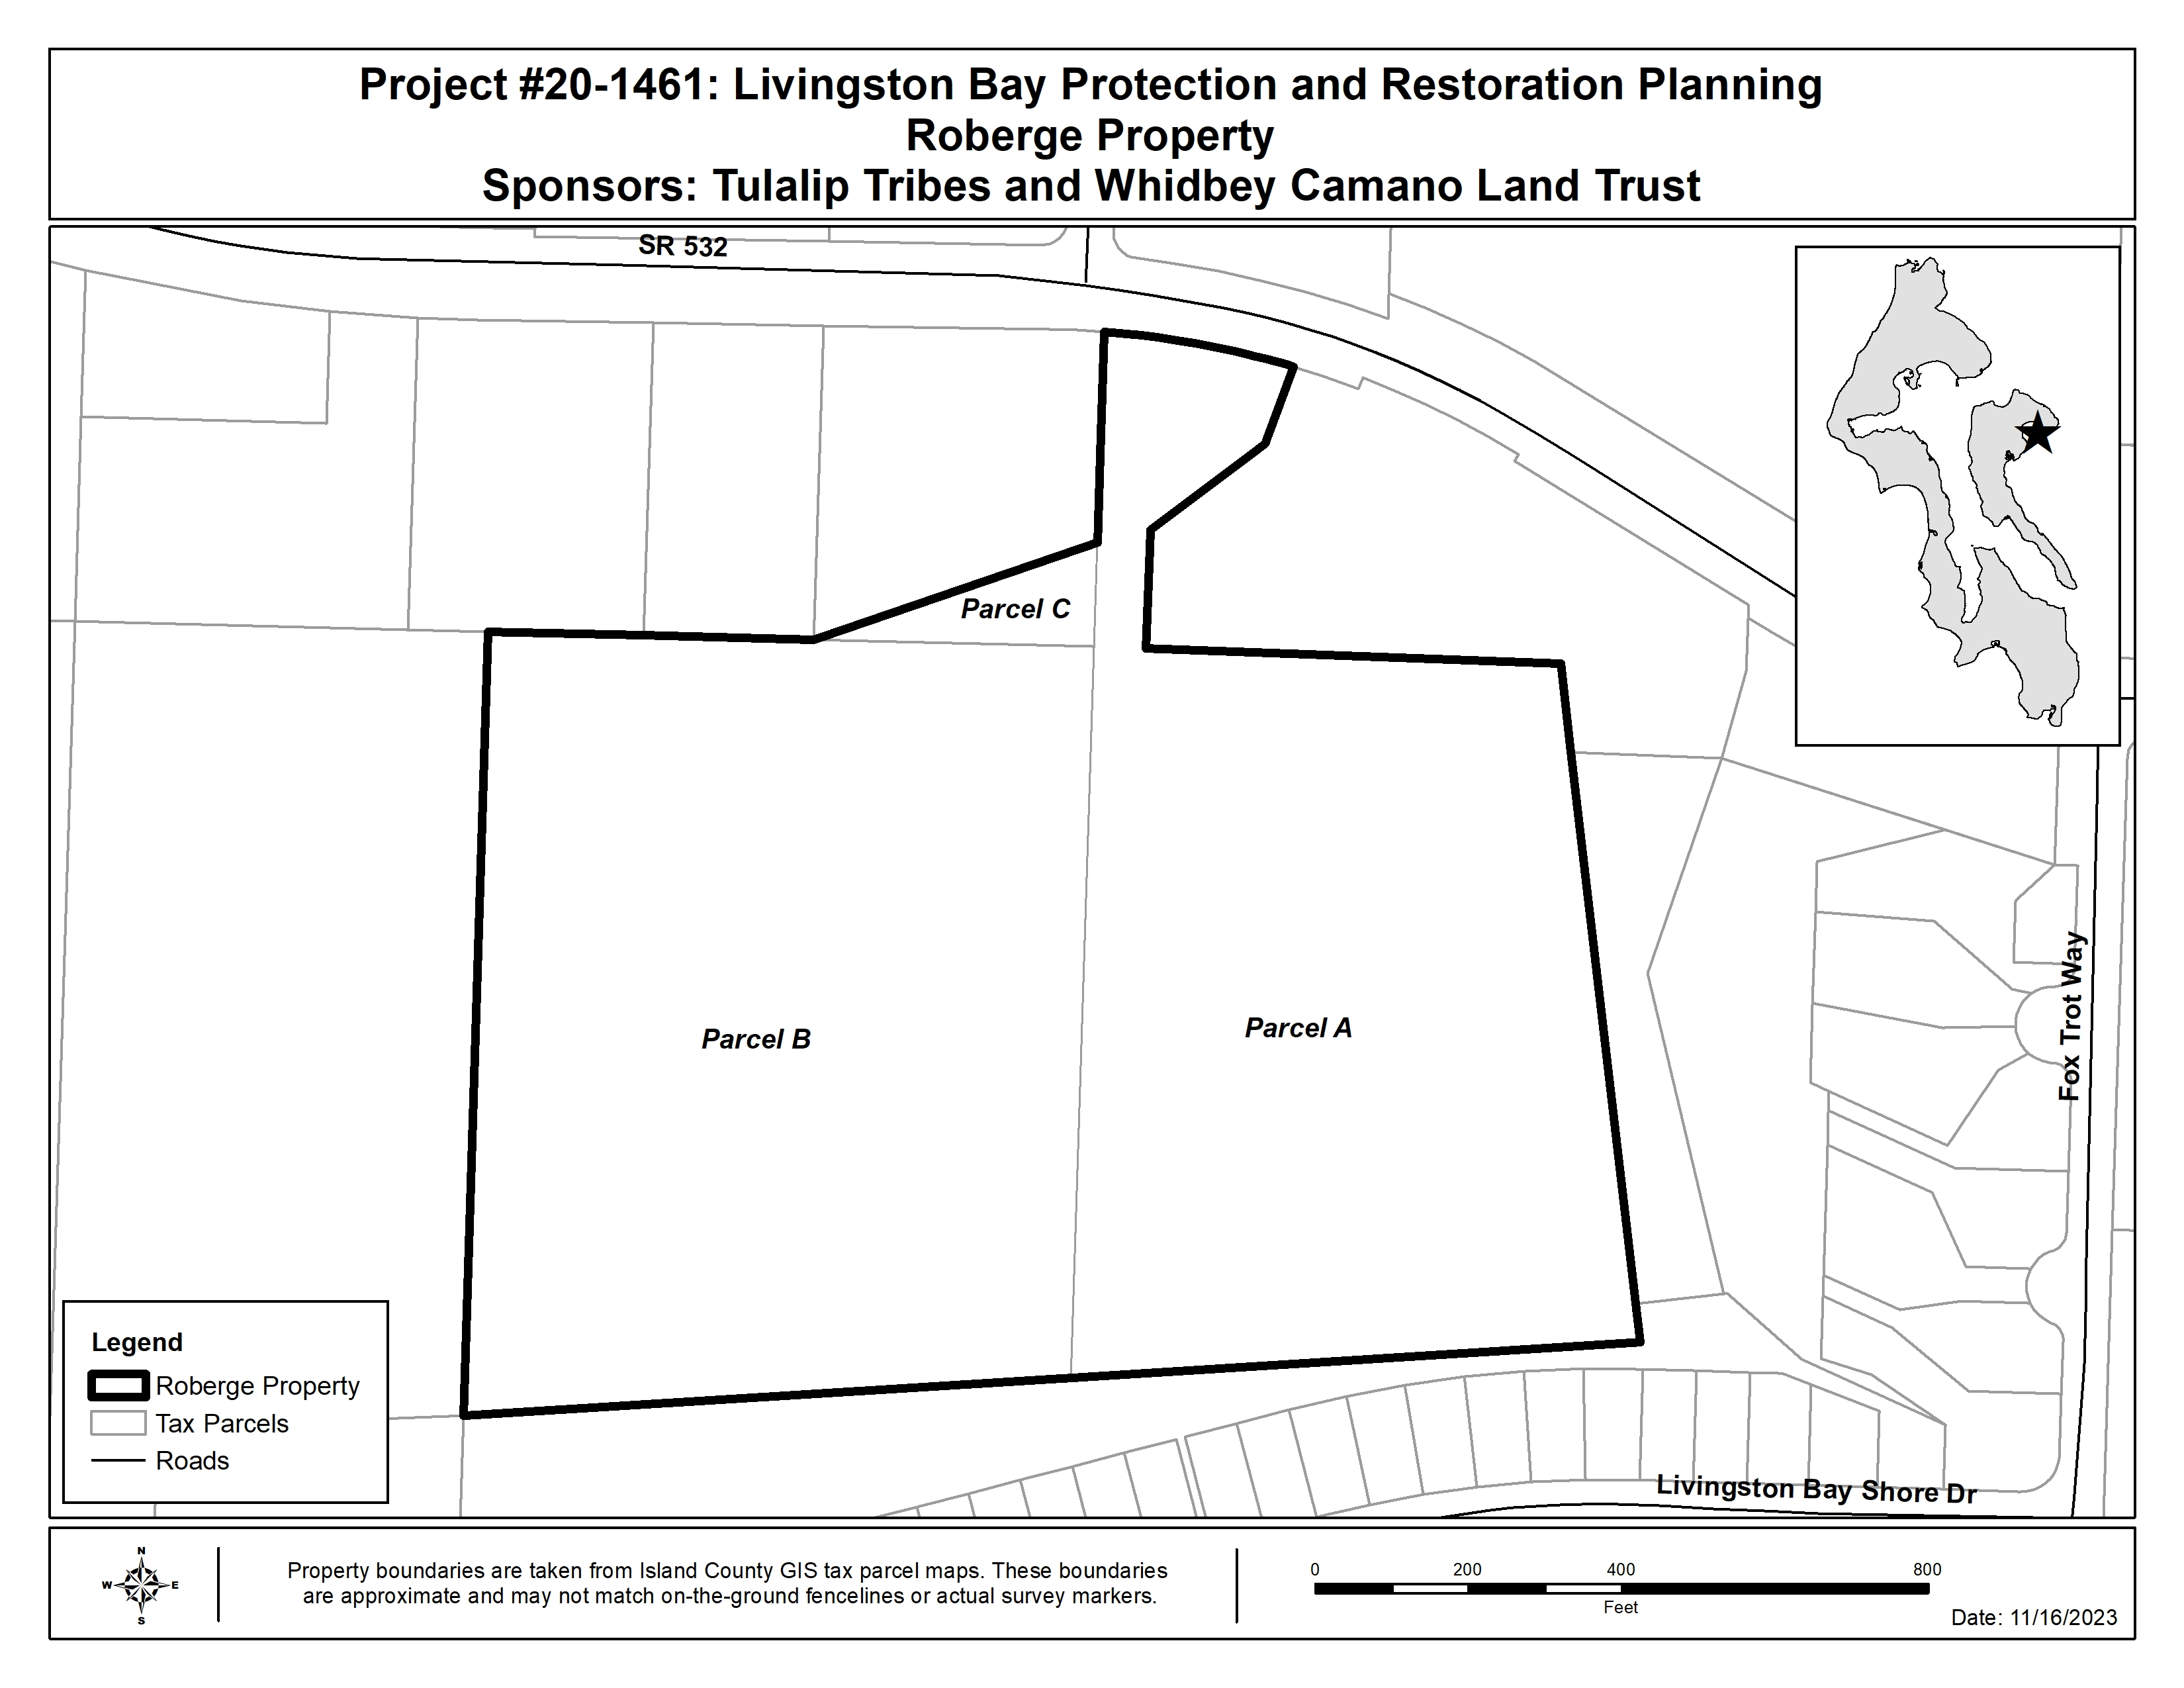 Project #20-1461: Livingston Bay Protection and Restoration Planning
Roberge Property
Sponsors: Tulalip Tribes and Whidbey Camano Land Trust
SR 532
Parcel C
Parcel B
Parcel A
Fox Trot Way
Livingston Bay Shore Dr
Legend
Roberge Property
Tax Parcels
Roads
N
W E
S
Property boundaries are taken from Island County GIS tax parcel maps. These boundaries
are approximate and may not match on-the-ground fencelines or actual survey markers.
0 200 400 800
Feet
Date: 11/16/2023